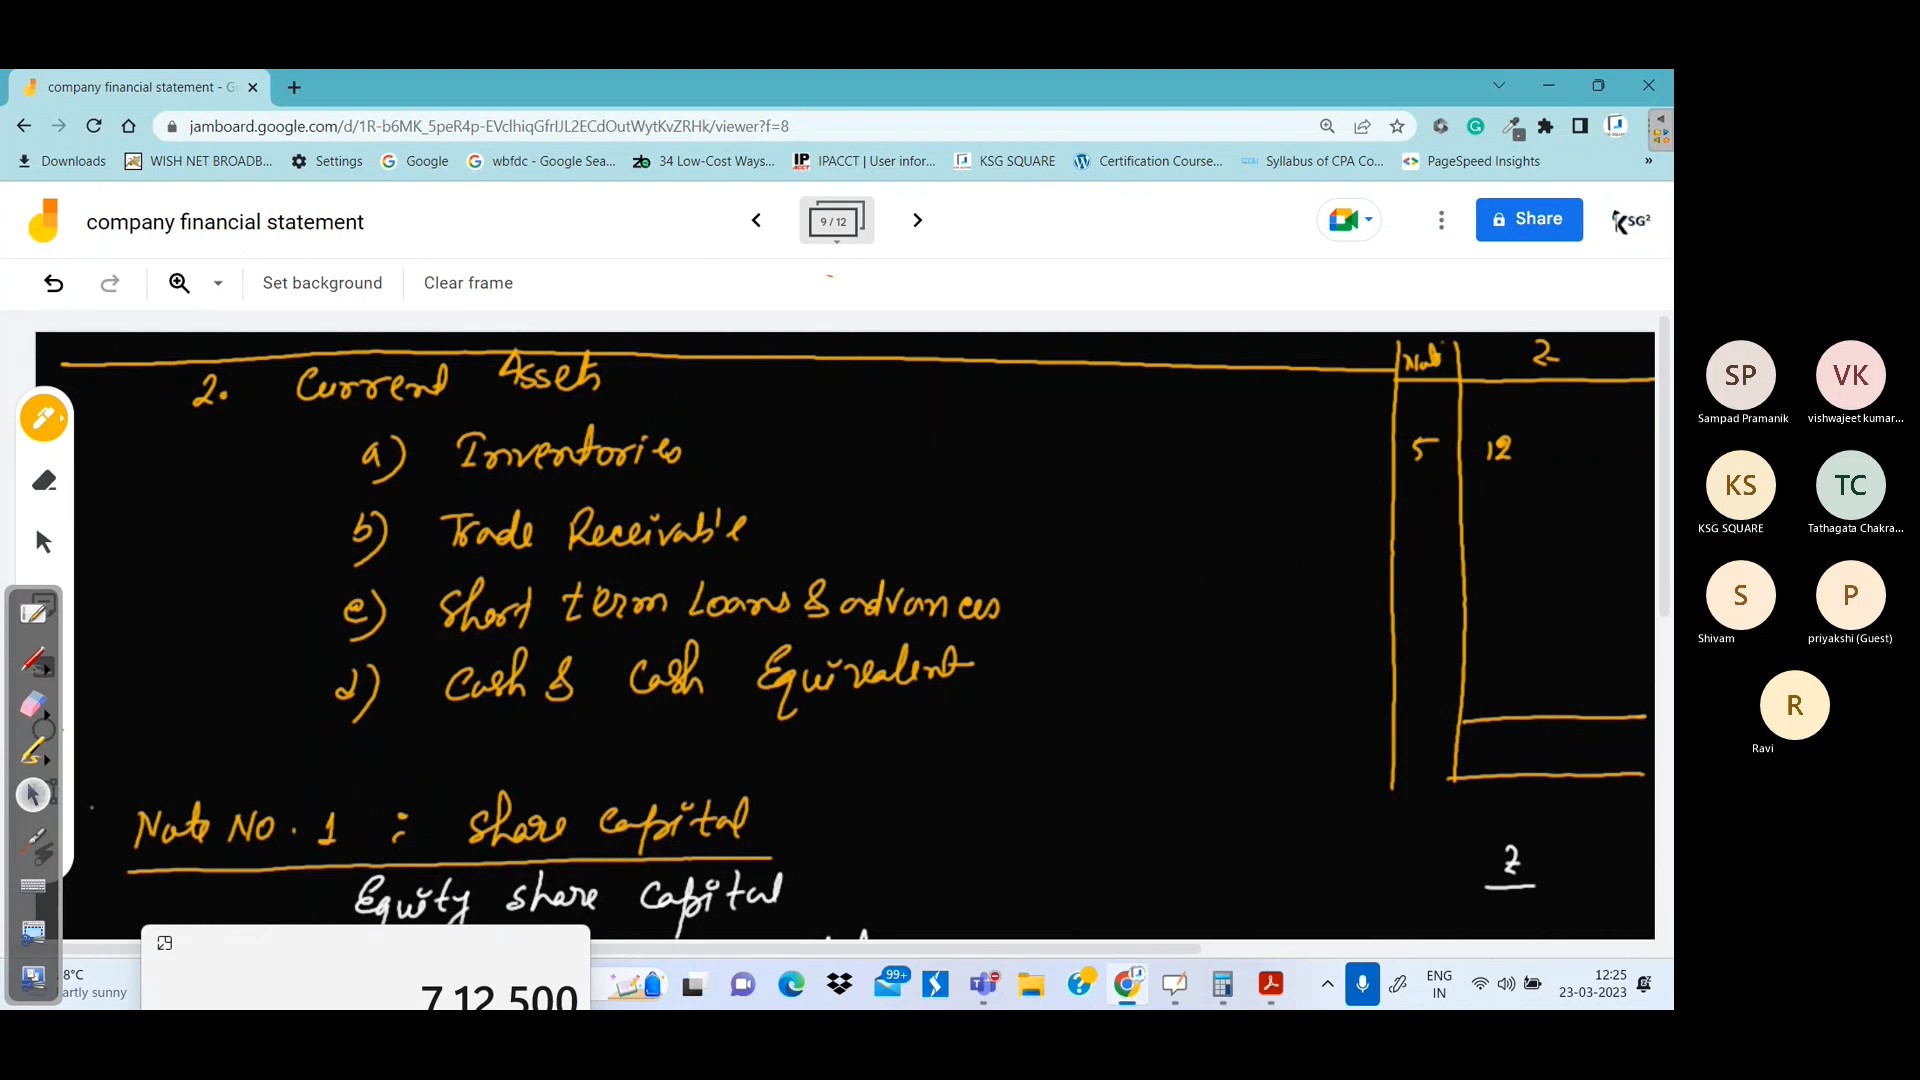 company financial statement - G
jamboard.google.com/d/1R-b6MK_5peR4p-EVclhiqGfrIJL2ECdOutWytKvZRHk/viewer?f=8
Downloads WISH NET BROADB... Settings Google wbfdc - Google Sea... 34 Low-Cost Ways... IPACCT | User infor... KSG SQUARE Certification Course... Syllabus of CPA Co... PageSpeed Insights »
company financial statement
9 / 12
Share
KSG²
Set background
Clear frame
2. Current Assets
2
a) Inventories 5 12
b) Trade Receivable
c) Short term Loans & advances
d) Cash & Cash Equivalent
Note No. 1 : Share Capital
2
Equity Share Capital
7,12,500
8°C
artly sunny
99+
ENG
IN
12:25
23-03-2023
SP
Sampad Pramanik
VK
vishwajeet kumar...
KS
KSG SQUARE
TC
Tathagata Chakra...
S
Shivam
P
priyakshi (Guest)
R
Ravi